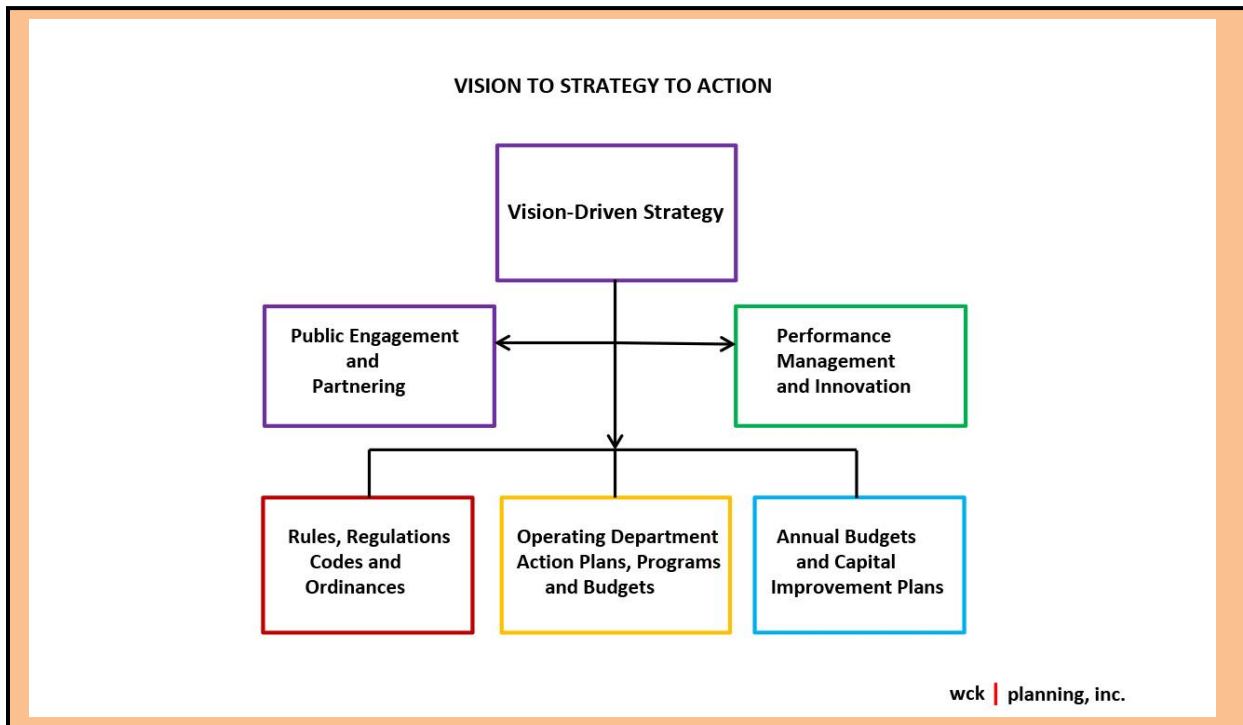 VISION TO STRATEGY TO ACTION
Vision-Driven Strategy
Public Engagement
and
Partnering
Performance
Management
and Innovation
Rules, Regulations
Codes and
Ordinances
Operating Department
Action Plans, Programs
and Budgets
Annual Budgets
and Capital
Improvement Plans
wck | planning, inc.